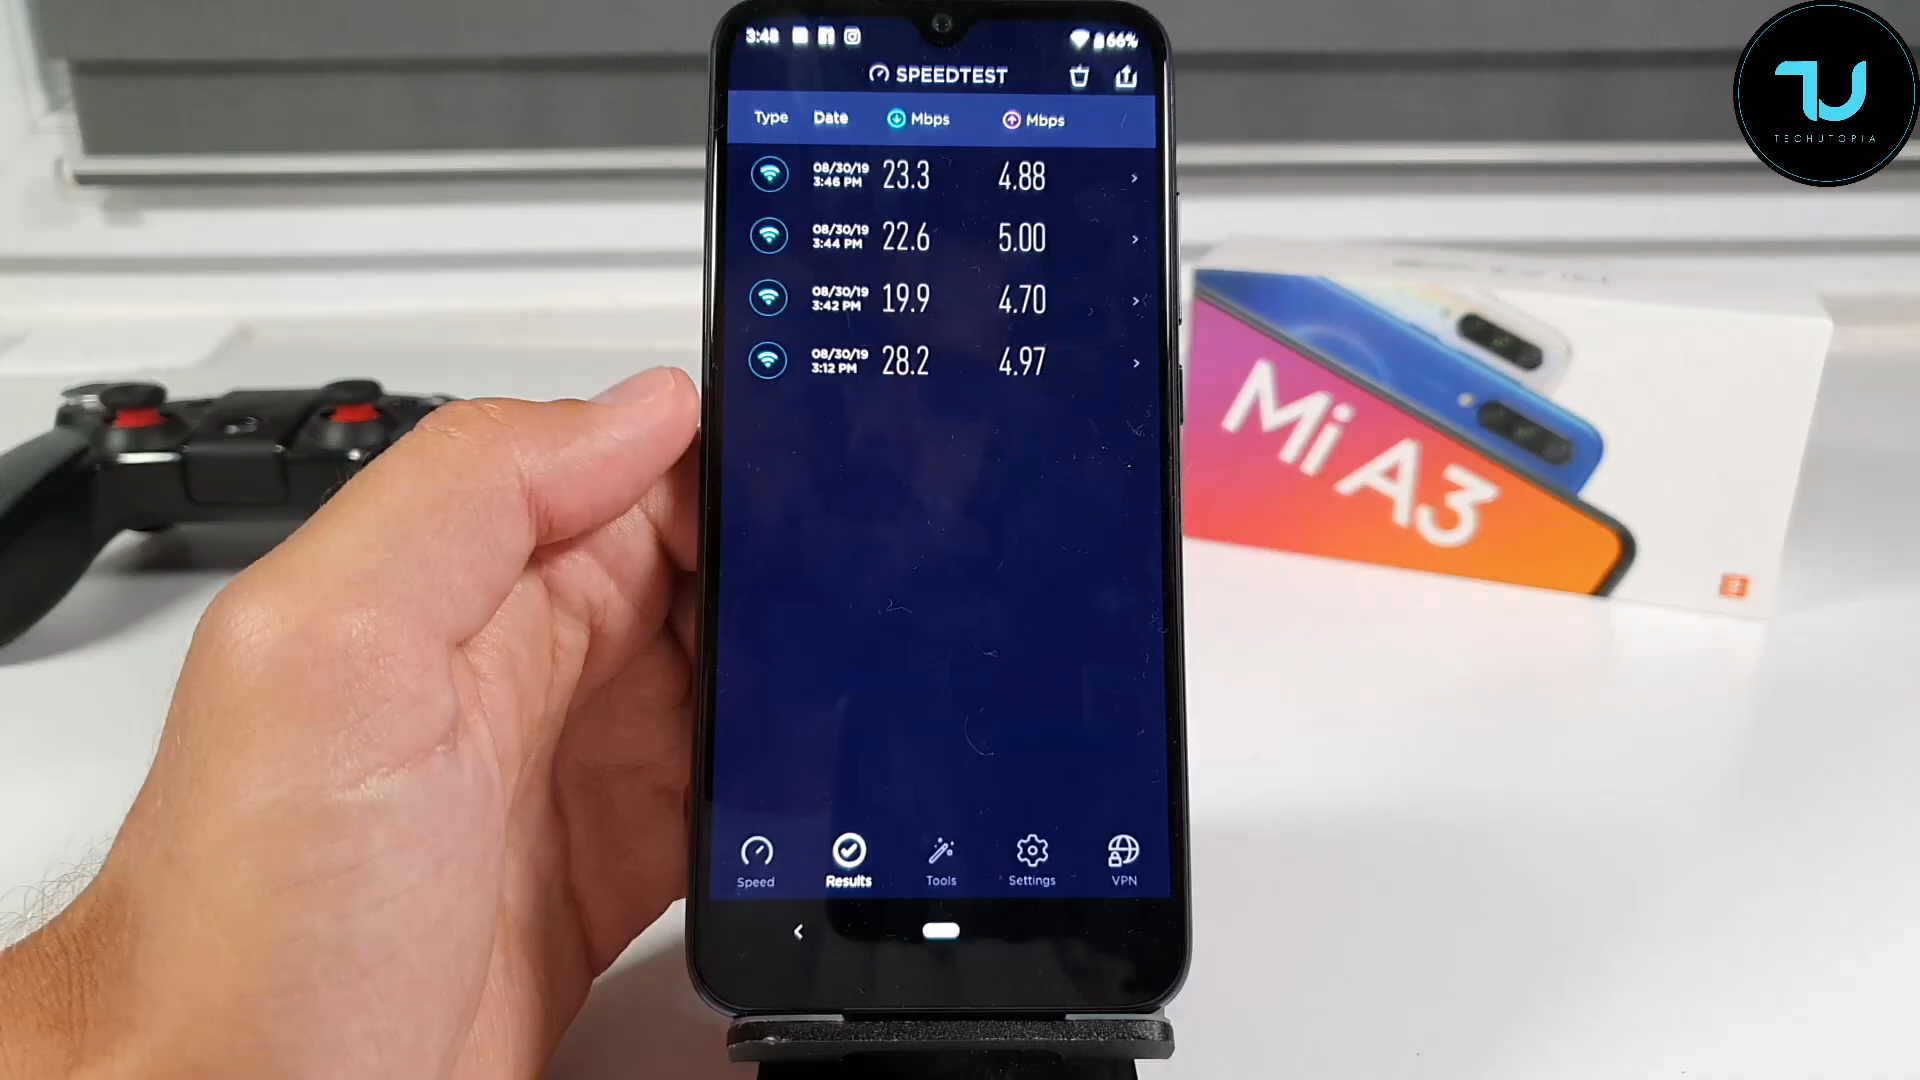 3:48 66%
SPEEDTEST
Type Date Mbps Mbps
08/30/19
3:46 PM 23.3 4.88
08/30/19
3:44 PM 22.6 5.00
08/30/19
3:42 PM 19.9 4.70
08/30/19
3:12 PM 28.2 4.97
Speed Results Tools Settings VPN
Mi A3
TU
TECHUTOPIA